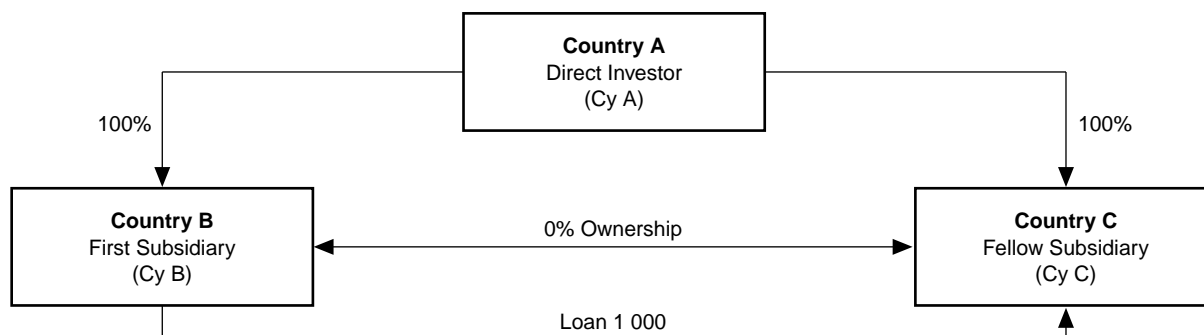 Country A
Direct Investor
(Cy A)
100%
100%
Country B
First Subsidiary
(Cy B)
0% Ownership
Country C
Fellow Subsidiary
(Cy C)
Loan 1 000